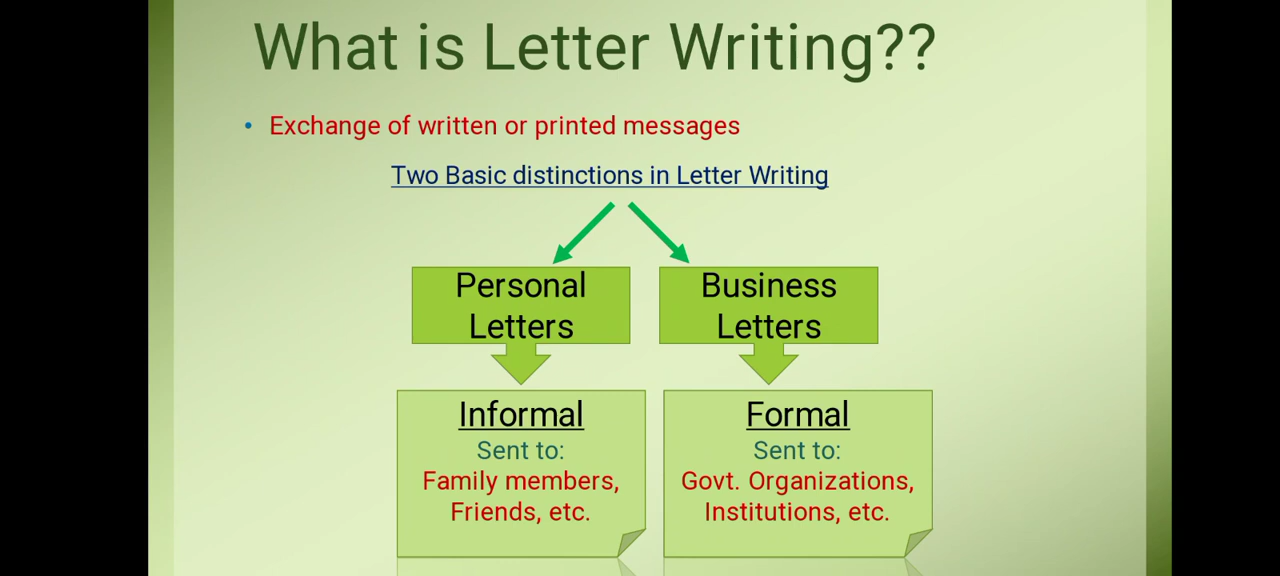 What is Letter Writing??
• Exchange of written or printed messages
Two Basic distinctions in Letter Writing
Personal
Letters
Business
Letters
Informal
Sent to:
Family members,
Friends, etc.
Formal
Sent to:
Govt. Organizations,
Institutions, etc.